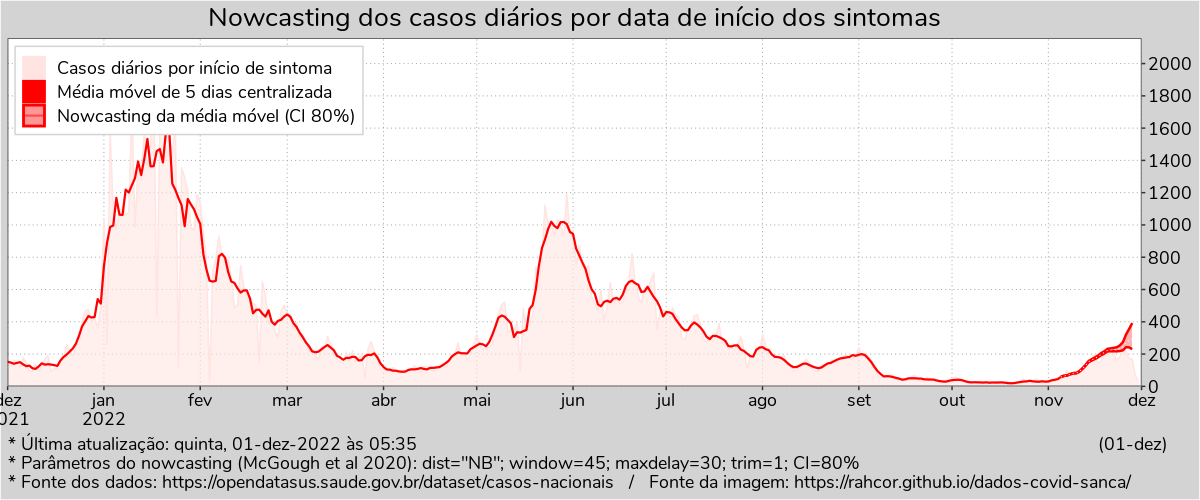 Nowcasting dos casos diários por data de início dos sintomas
Casos diários por início de sintoma
Média móvel de 5 dias centralizada
Nowcasting da média móvel (CI 80%)
2000
1800
1600
1400
1200
1000
800
600
400
200
0
dez jan fev mar abr mai jun jul ago set out nov dez
021 2022
* Última atualização: quinta, 01-dez-2022 às 05:35 (01-dez)
* Parâmetros do nowcasting (McGough et al 2020): dist="NB"; window=45; maxdelay=30; trim=1; CI=80%
* Fonte dos dados: https://opendatasus.saude.gov.br/dataset/casos-nacionais / Fonte da imagem: https://rahcor.github.io/dados-covid-sanca/